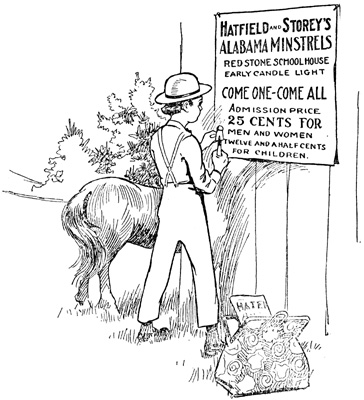 HATFIELD AND STOREY'S
ALABAMA MINSTRELS
RED STONE SCHOOL HOUSE
EARLY CANDLE LIGHT
COME ONE-COME ALL
ADMISSION PRICE
25 CENTS FOR
MEN AND WOMEN
TWELVE AND A HALF CENTS
FOR CHILDREN.
HATFI